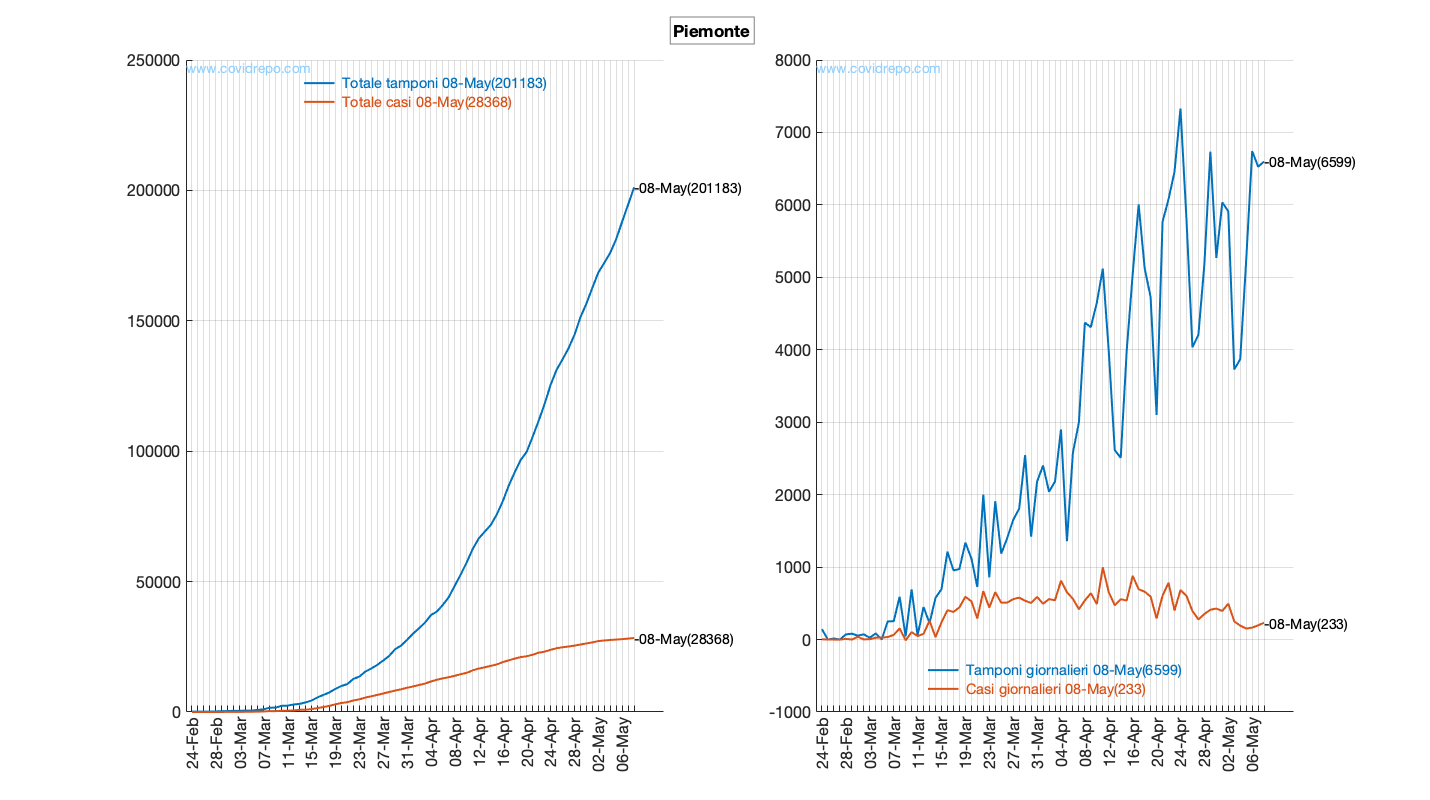 Piemonte
www.covidrepo.com
Totale tamponi 08-May(201183)
Totale casi 08-May(28368)
250000
200000
150000
100000
50000
0
08-May(201183)
08-May(28368)
24-Feb
28-Feb
03-Mar
07-Mar
11-Mar
15-Mar
19-Mar
23-Mar
27-Mar
31-Mar
04-Apr
08-Apr
12-Apr
16-Apr
20-Apr
24-Apr
28-Apr
02-May
06-May
www.covidrepo.com
8000
7000
6000
5000
4000
3000
2000
1000
0
-1000
08-May(6599)
08-May(233)
Tamponi giornalieri 08-May(6599)
Casi giornalieri 08-May(233)
24-Feb
28-Feb
03-Mar
07-Mar
11-Mar
15-Mar
19-Mar
23-Mar
27-Mar
31-Mar
04-Apr
08-Apr
12-Apr
16-Apr
20-Apr
24-Apr
28-Apr
02-May
06-May